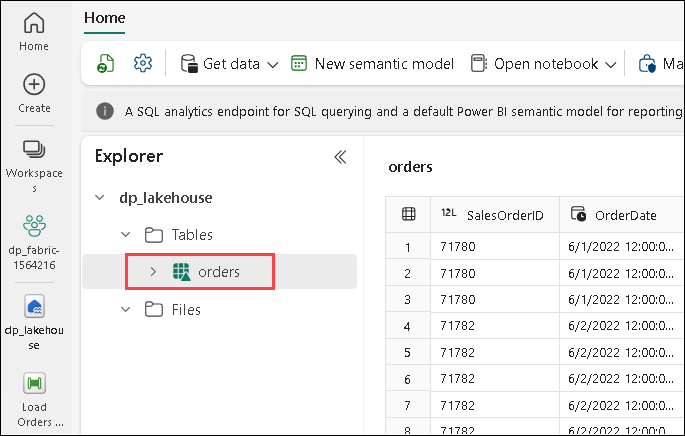 Home
Home
Get data
New semantic model
Open notebook
Create
A SQL analytics endpoint for SQL querying and a default Power BI semantic model for reporting
Workspac
es
dp_fabric-
1564216
dp_lakehou
se
Load
Orders ...
Explorer
dp_lakehouse
Tables
orders
Files
orders
12L SalesOrderID OrderDate
1 71780 6/1/2022 12:00:0...
2 71780 6/1/2022 12:00:0...
3 71780 6/1/2022 12:00:0...
4 71782 6/2/2022 12:00:0...
5 71782 6/2/2022 12:00:0...
6 71782 6/2/2022 12:00:0...
7 71782 6/2/2022 12:00:0...
8 71782 6/2/2022 12:00:0...